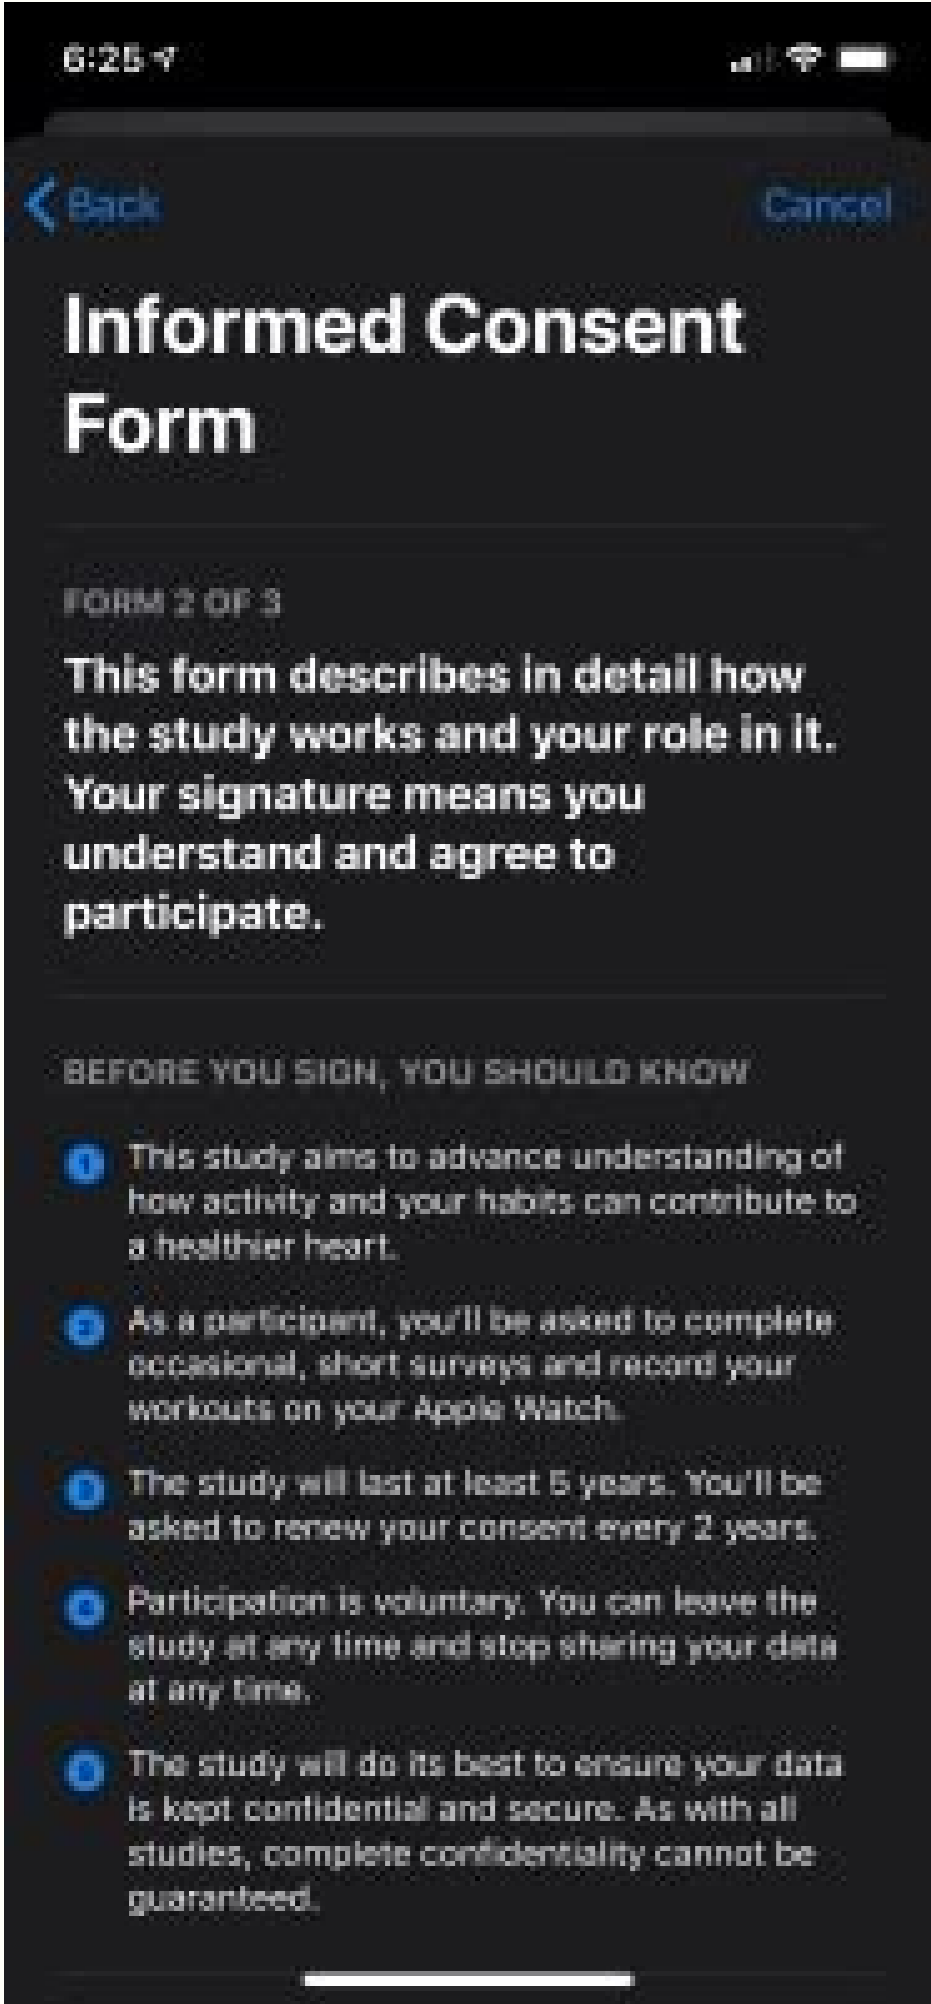 6:25
Back
Cancel
Informed Consent
Form
FORM 2 OF 3
This form describes in detail how
the study works and your role in it.
Your signature means you
understand and agree to
participate.
BEFORE YOU SIGN, YOU SHOULD KNOW
1 This study aims to advance understanding of
how activity and your habits can contribute to
a healthier heart.
As a participant, you'll be asked to complete
occasional, short surveys and record your
workouts on your Apple Watch.
The study will last at least 5 years. You'll be
asked to renew your consent every 2 years.
Participation is voluntary. You can leave the
study at any time and stop sharing your data
at any time.
The study will do its best to ensure your data
is kept confidential and secure. As with all
studies, complete confidentiality cannot be
guaranteed.